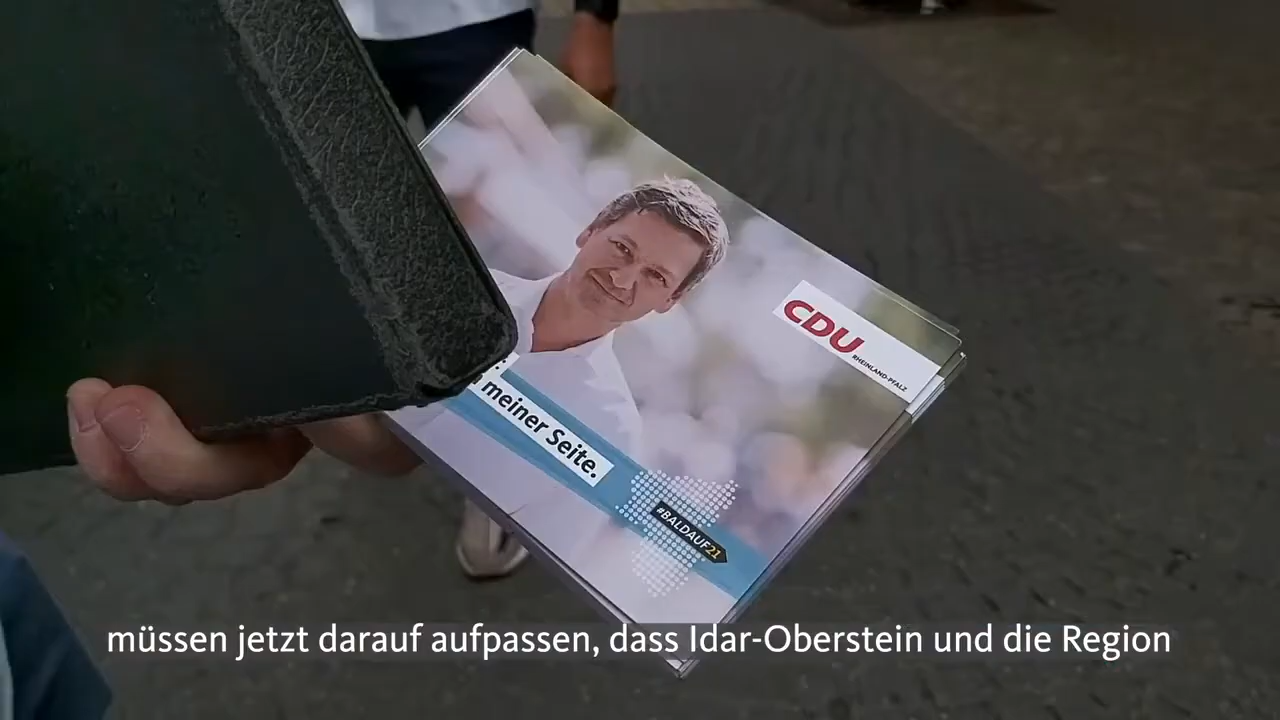 CDU
RHEINLAND-PFALZ
meiner Seite.
#BALDAUF21
müssen jetzt darauf aufpassen, dass Idar-Oberstein und die Region